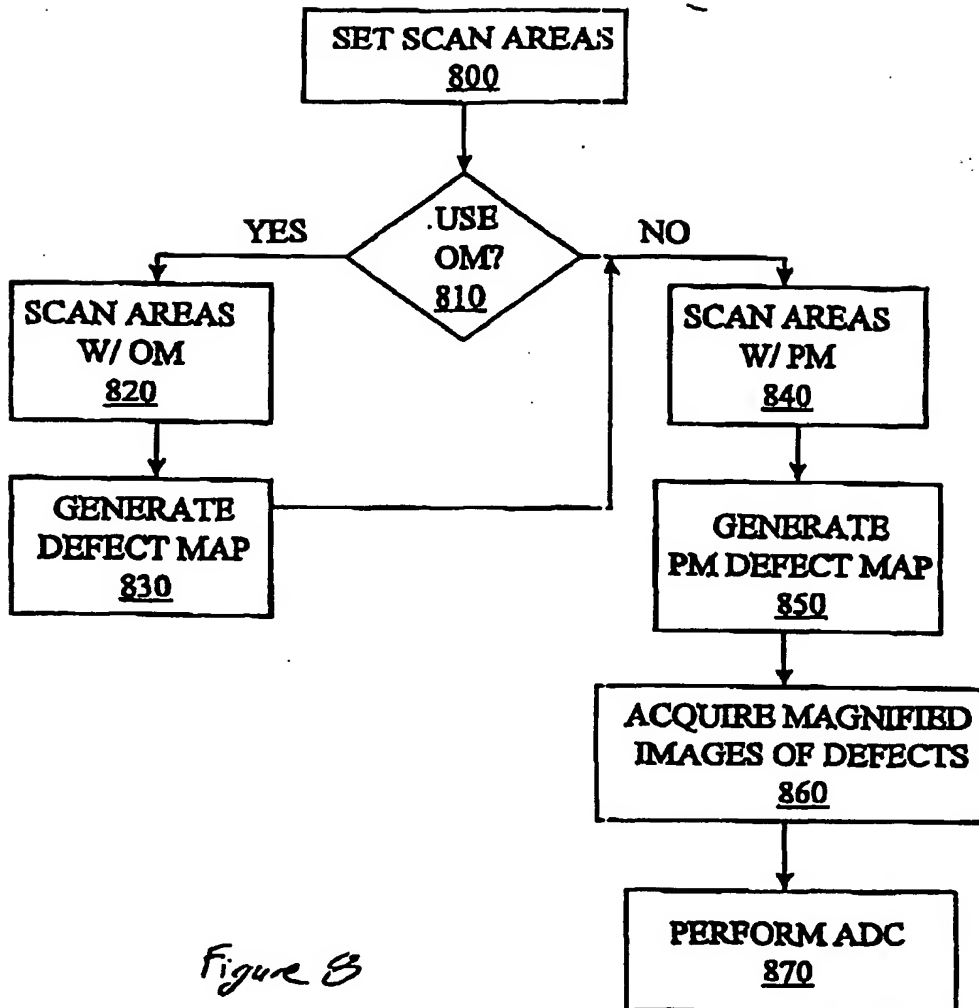 SET SCAN AREAS
800
USE
OM?
810
YES
NO
SCAN AREAS
W/ OM
820
GENERATE
DEFECT MAP
830
SCAN AREAS
W/ PM
840
GENERATE
PM DEFECT MAP
850
ACQUIRE MAGNIFIED
IMAGES OF DEFECTS
860
PERFORM ADC
870
Figure 8